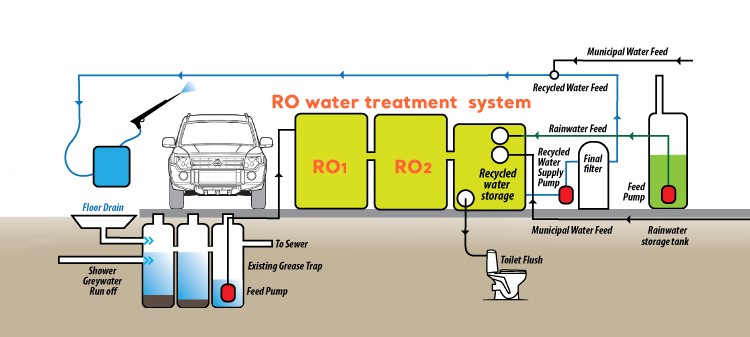 Municipal Water Feed
Recycled Water Feed
RO water treatment system
Rainwater Feed
RO1
RO2
Recycled
water
storage
Recycled
Water
Supply
Pump
Final
filter
Feed
Pump
Floor Drain
To Sewer
Municipal Water Feed
Rainwater
storage tank
Shower
Greywater
Run off
Existing Grease Trap
Toilet Flush
Feed Pump